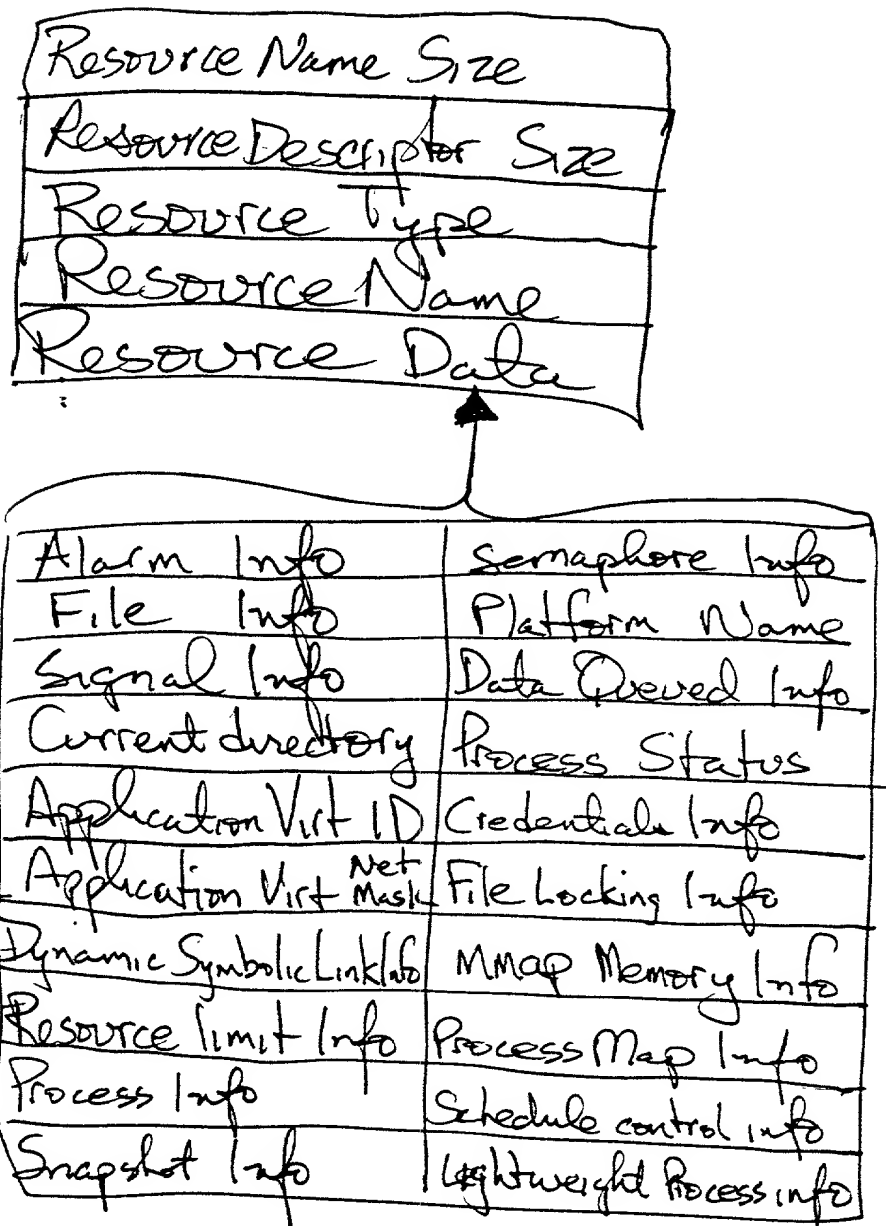 Resource Name Size
Resource Descriptor Size
Resource Type
Resource Name
Resource Data
Alarm Info
Semaphore Info
File Info
Platform Name
Signal Info
Data Queued Info
Current directory
Process Status
Application Virt ID
Credentials Info
Application Virt Net Mask
File Locking Info
Dynamic Symbolic Link Info
MMap Memory Info
Resource limit Info
Process Map Info
Process Info
Schedule control info
Snapshot Info
Lightweight Process info